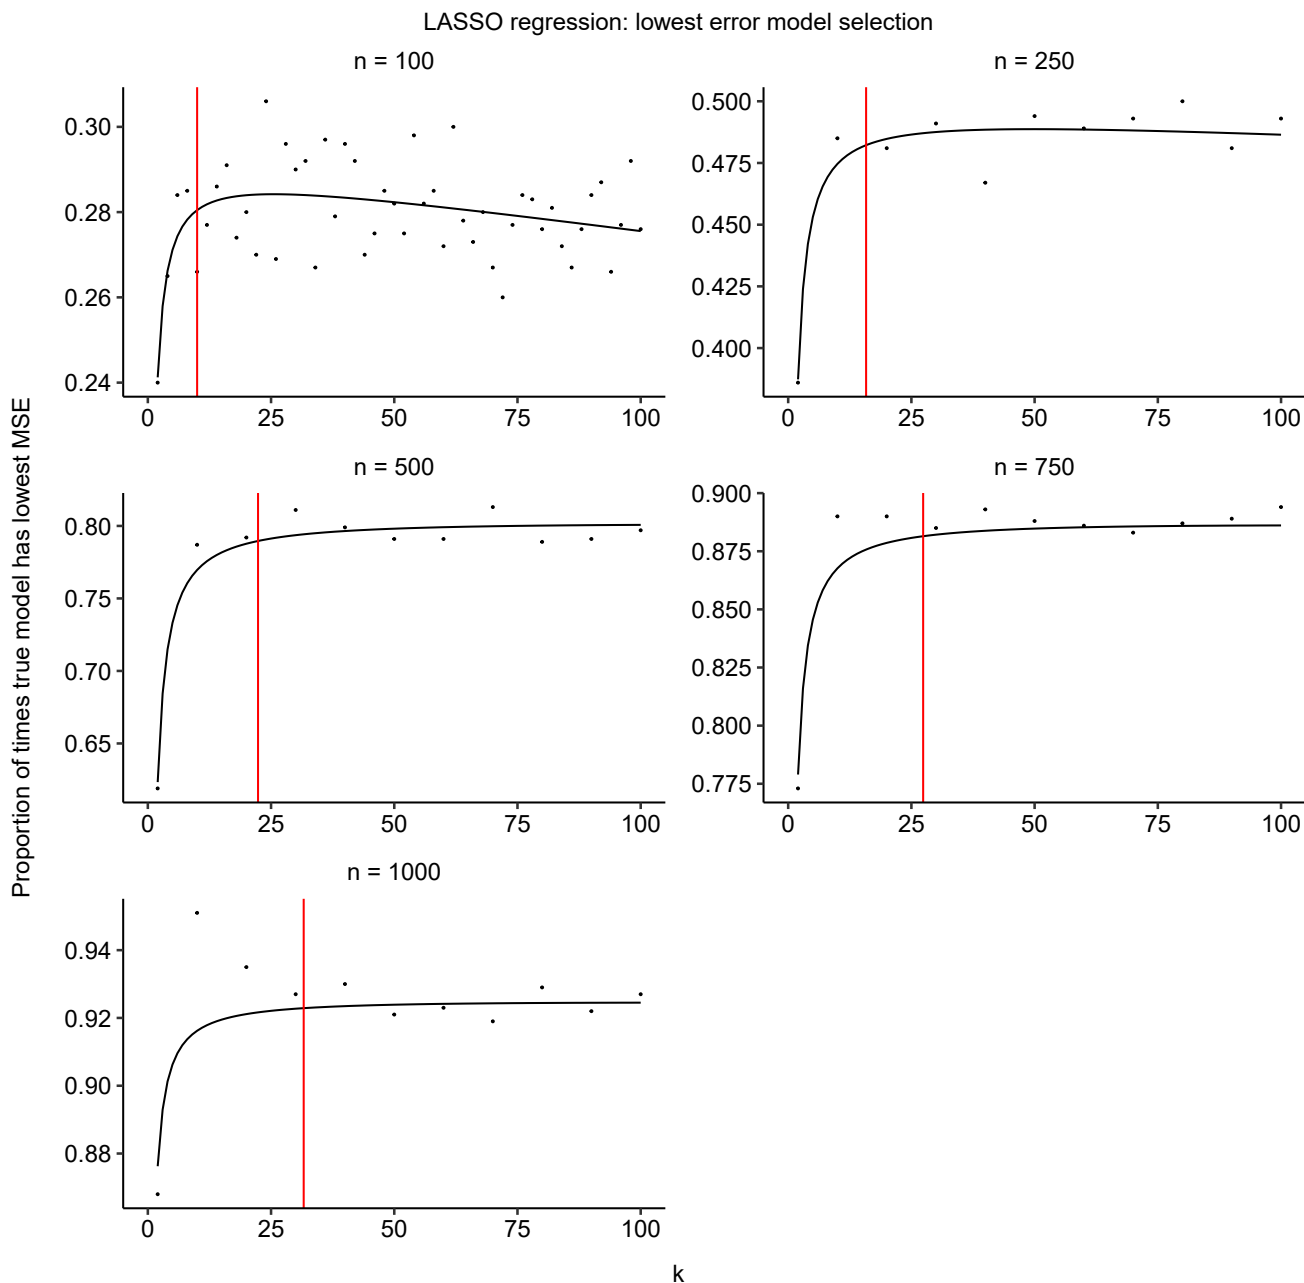 LASSO regression: lowest error model selection
n = 100
0.30
0.28
0.26
0.24
0 25 50 75 100
n = 250
0.500
0.475
0.450
0.425
0.400
0 25 50 75 100
n = 500
0.80
0.75
0.70
0.65
0 25 50 75 100
n = 750
0.900
0.875
0.850
0.825
0.800
0.775
0 25 50 75 100
n = 1000
0.94
0.92
0.90
0.88
0 25 50 75 100
Proportion of times true model has lowest MSE
k